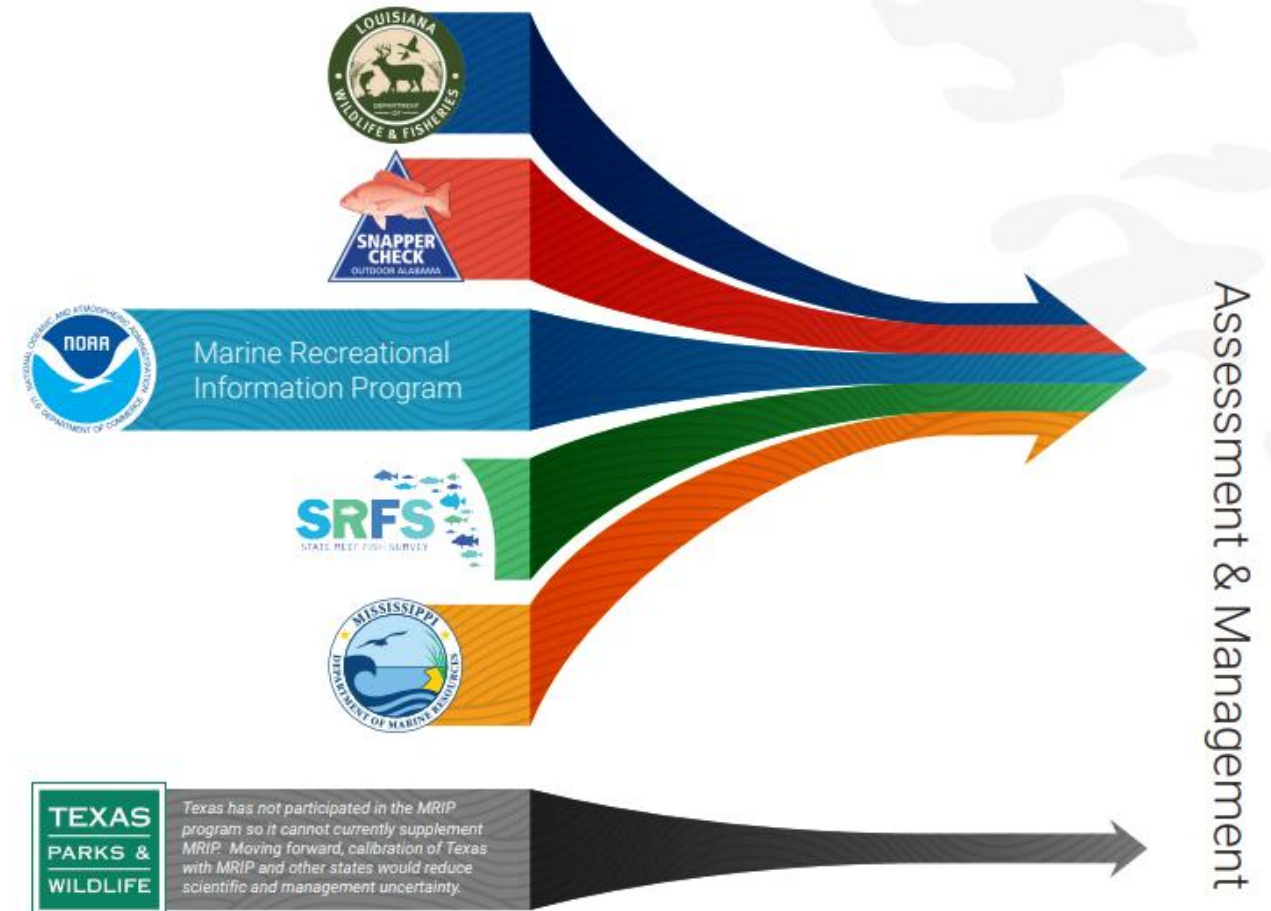 LOUISIANA
DEPARTMENT
OF
WILDLIFE & FISHERIES
SNAPPER
CHECK
OUTDOOR ALABAMA
NATIONAL OCEANIC AND ATMOSPHERIC ADMINISTRATION
NOAA
U.S. DEPARTMENT OF COMMERCE
Marine Recreational
Information Program
SRFS
STATE REEF FISH SURVEY
MISSISSIPPI
DEPARTMENT OF MARINE RESOURCES
TEXAS
PARKS &
WILDLIFE
Texas has not participated in the MRIP
program so it cannot currently supplement
MRIP. Moving forward, calibration of Texas
with MRIP and other states would reduce
scientific and management uncertainty.
Assessment & Management